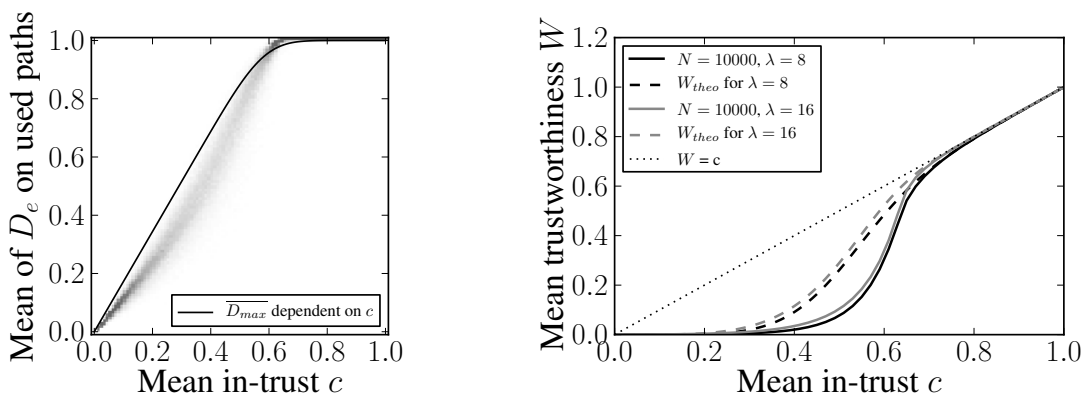 Mean of D_e on used paths
1.0
0.8
0.6
0.4
0.2
0.0
0.0 0.2 0.4 0.6 0.8 1.0
Mean in-trust c
D_max dependent on c
Mean trustworthiness W
1.2
1.0
0.8
0.6
0.4
0.2
0.0
0.0 0.2 0.4 0.6 0.8 1.0
Mean in-trust c
N = 10000, λ = 8
W_theo for λ = 8
N = 10000, λ = 16
W_theo for λ = 16
W = c